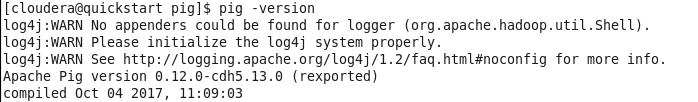 [cloudera@quickstart pig]$ pig -version
log4j:WARN No appenders could be found for logger (org.apache.hadoop.util.Shell).
log4j:WARN Please initialize the log4j system properly.
log4j:WARN See http://logging.apache.org/log4j/1.2/faq.html#noconfig for more info.
Apache Pig version 0.12.0-cdh5.13.0 (rexported)
compiled Oct 04 2017, 11:09:03